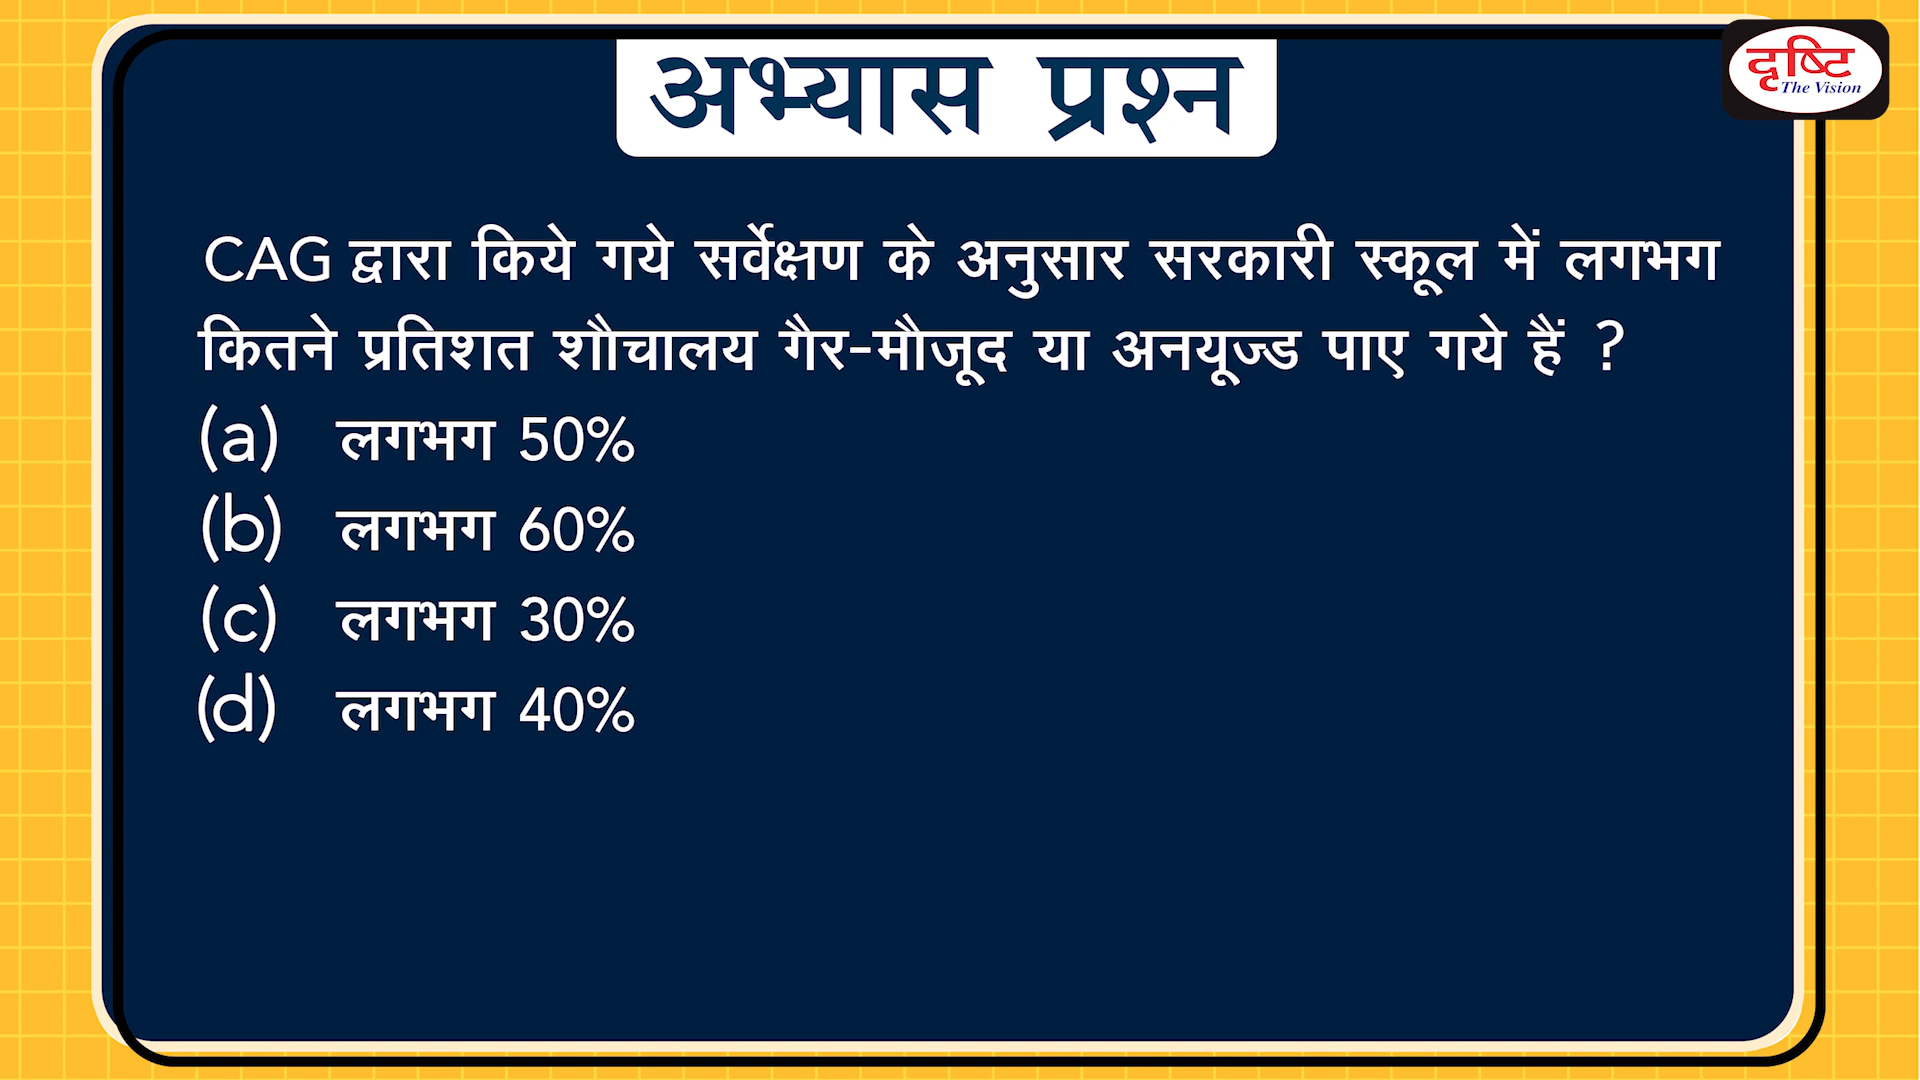 अभ्यास प्रश्न
दृष्टि
The Vision
CAG द्वारा किये गये सर्वेक्षण के अनुसार सरकारी स्कूल में लगभग
कितने प्रतिशत शौचालय गैर-मौजूद या अनयूज्ड पाए गये हैं ?
(a) लगभग 50%
(b) लगभग 60%
(c) लगभग 30%
(d) लगभग 40%